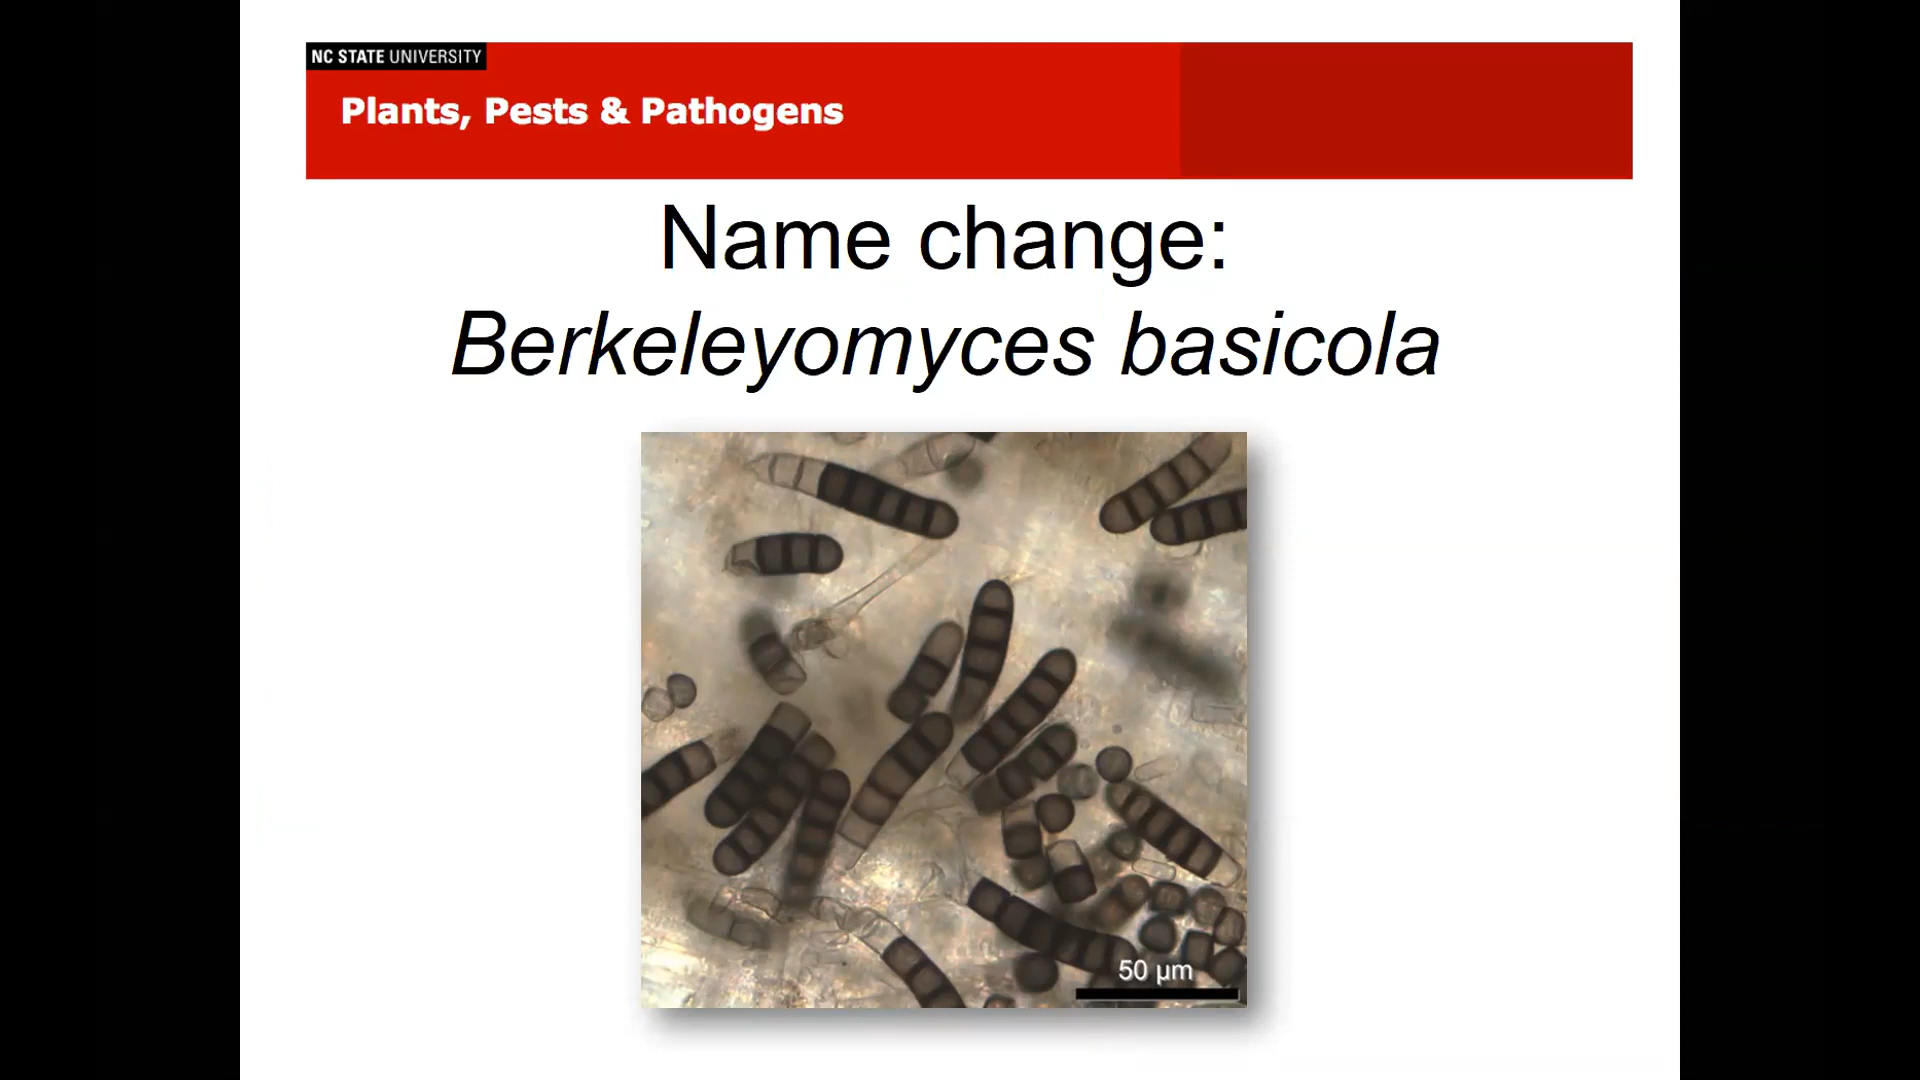 NC STATE UNIVERSITY
Plants, Pests & Pathogens
Name change:
Berkeleyomyces basicola
50 µm